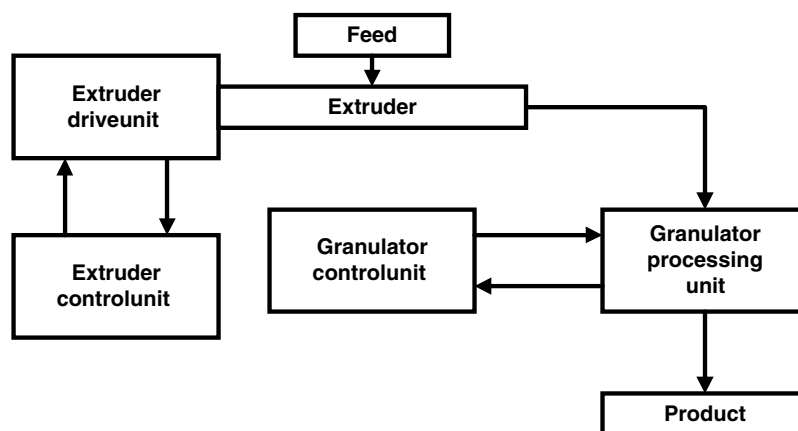 Feed
Extruder
driveunit
Extruder
Extruder
controlunit
Granulator
controlunit
Granulator
processing
unit
Product